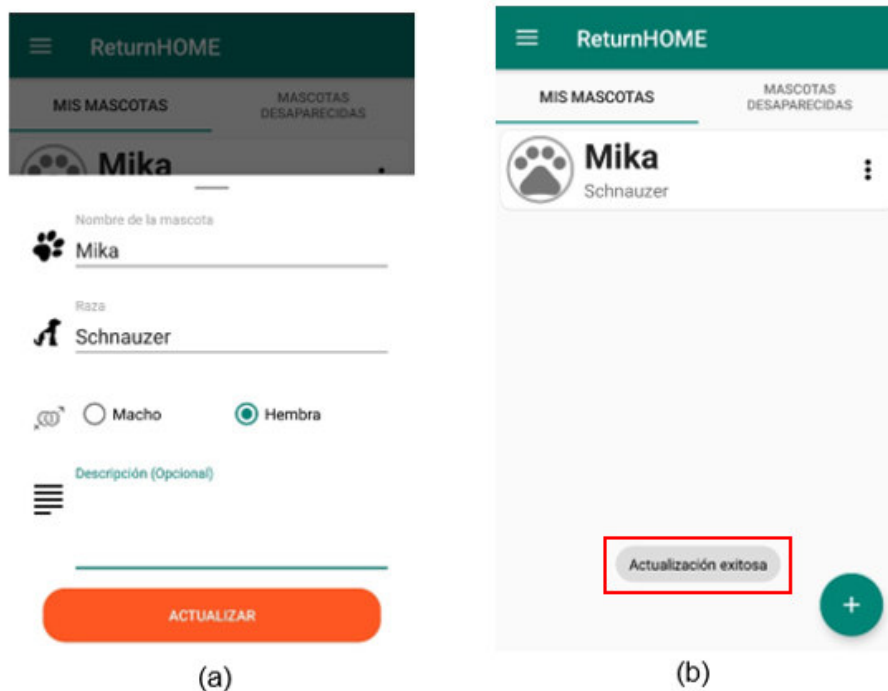 ReturnHOME
MIS MASCOTAS
MASCOTAS
DESAPARECIDAS
Mika
Nombre de la mascota
Mika
Raza
Schnauzer
Macho
Hembra
Descripción (Opcional)
ACTUALIZAR
(a)
ReturnHOME
MIS MASCOTAS
MASCOTAS
DESAPARECIDAS
Mika
Schnauzer
Actualización exitosa
+
(b)